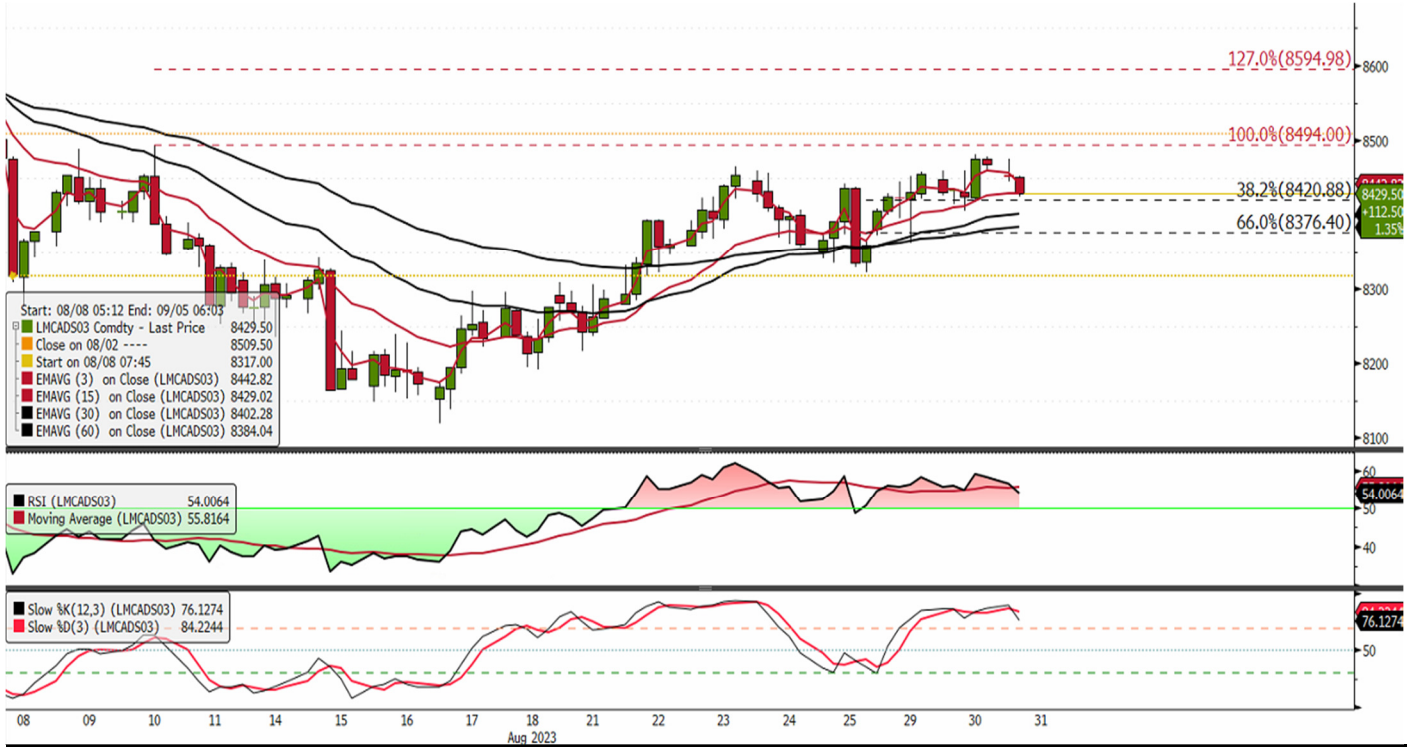 127.0%(8594.98)
8600
100.0%(8494.00)
8500
38.2%(8420.88)
8429.50
+112.50
1.35%
66.0%(8376.40)
8300
8200
8100
Start: 08/08 05:12 End: 09/05 06:03
LMCADS03 Comdty - Last Price 8429.50
Close on 08/02 ---- 8509.50
Start on 08/08 07:45 8317.00
EMAVG (3) on Close (LMCADS03) 8442.82
EMAVG (15) on Close (LMCADS03) 8429.02
EMAVG (30) on Close (LMCADS03) 8402.28
EMAVG (60) on Close (LMCADS03) 8384.04
60
RSI (LMCADS03) 54.0064
Moving Average (LMCADS03) 55.8164
54.0064
50
40
Slow %K(12,3) (LMCADS03) 76.1274
Slow %D(3) (LMCADS03) 84.2244
76.1274
50
08 09 10 11 14 15 16 17 18 21 22 23 24 25 29 30 31
Aug 2023